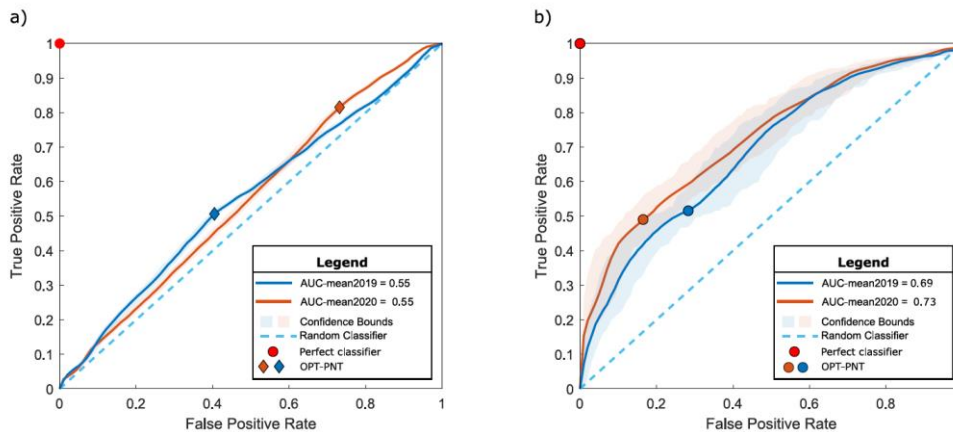 a)
1
0.9
0.8
0.7
0.6
0.5
0.4
0.3
0.2
0.1
0
True Positive Rate
0 0.2 0.4 0.6 0.8 1
False Positive Rate
Legend
AUC-mean2019 = 0.55
AUC-mean2020 = 0.55
Confidence Bounds
Random Classifier
Perfect classifier
OPT-PNT
b)
1
0.9
0.8
0.7
0.6
0.5
0.4
0.3
0.2
0.1
0
True Positive Rate
0 0.2 0.4 0.6 0.8
False Positive Rate
Legend
AUC-mean2019 = 0.69
AUC-mean2020 = 0.73
Confidence Bounds
Random Classifier
Perfect classifier
OPT-PNT